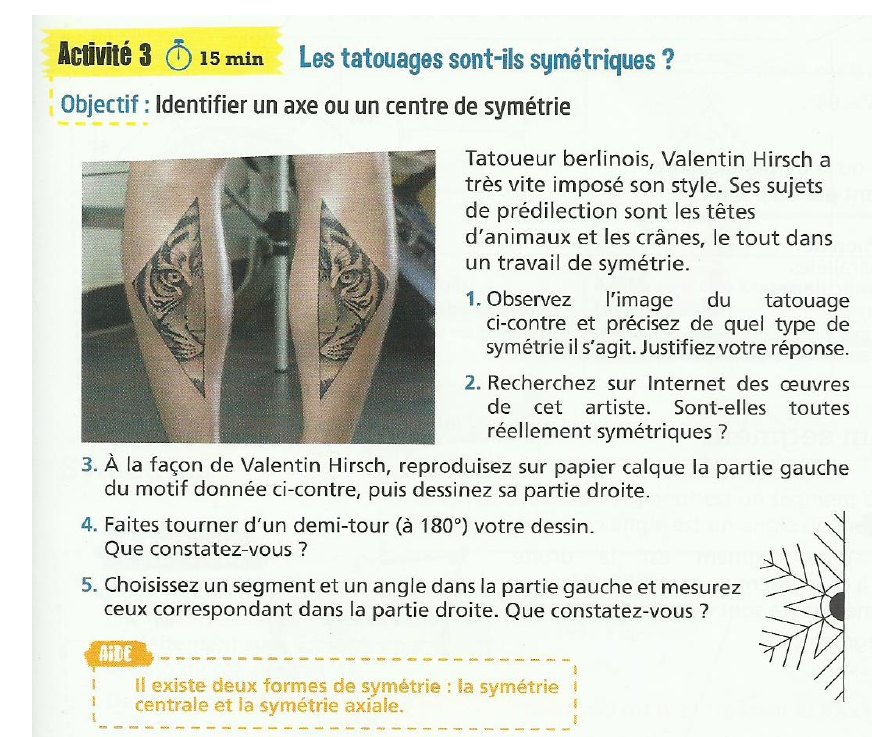 Activité 3 15 min Les tatouages sont-ils symétriques ?
Objectif : Identifier un axe ou un centre de symétrie
Tatoueur berlinois, Valentin Hirsch a
très vite imposé son style. Ses sujets
de prédilection sont les têtes
d'animaux et les crânes, le tout dans
un travail de symétrie.
1. Observez l'image du tatouage
ci-contre et précisez de quel type de
symétrie il s'agit. Justifiez votre réponse.
2. Recherchez sur Internet des œuvres
de cet artiste. Sont-elles toutes
réellement symétriques ?
3. À la façon de Valentin Hirsch, reproduisez sur papier calque la partie gauche
du motif donnée ci-contre, puis dessinez sa partie droite.
4. Faites tourner d'un demi-tour (à 180°) votre dessin.
Que constatez-vous ?
5. Choisissez un segment et un angle dans la partie gauche et mesurez
ceux correspondant dans la partie droite. Que constatez-vous ?
AIDE
Il existe deux formes de symétrie : la symétrie
centrale et la symétrie axiale.